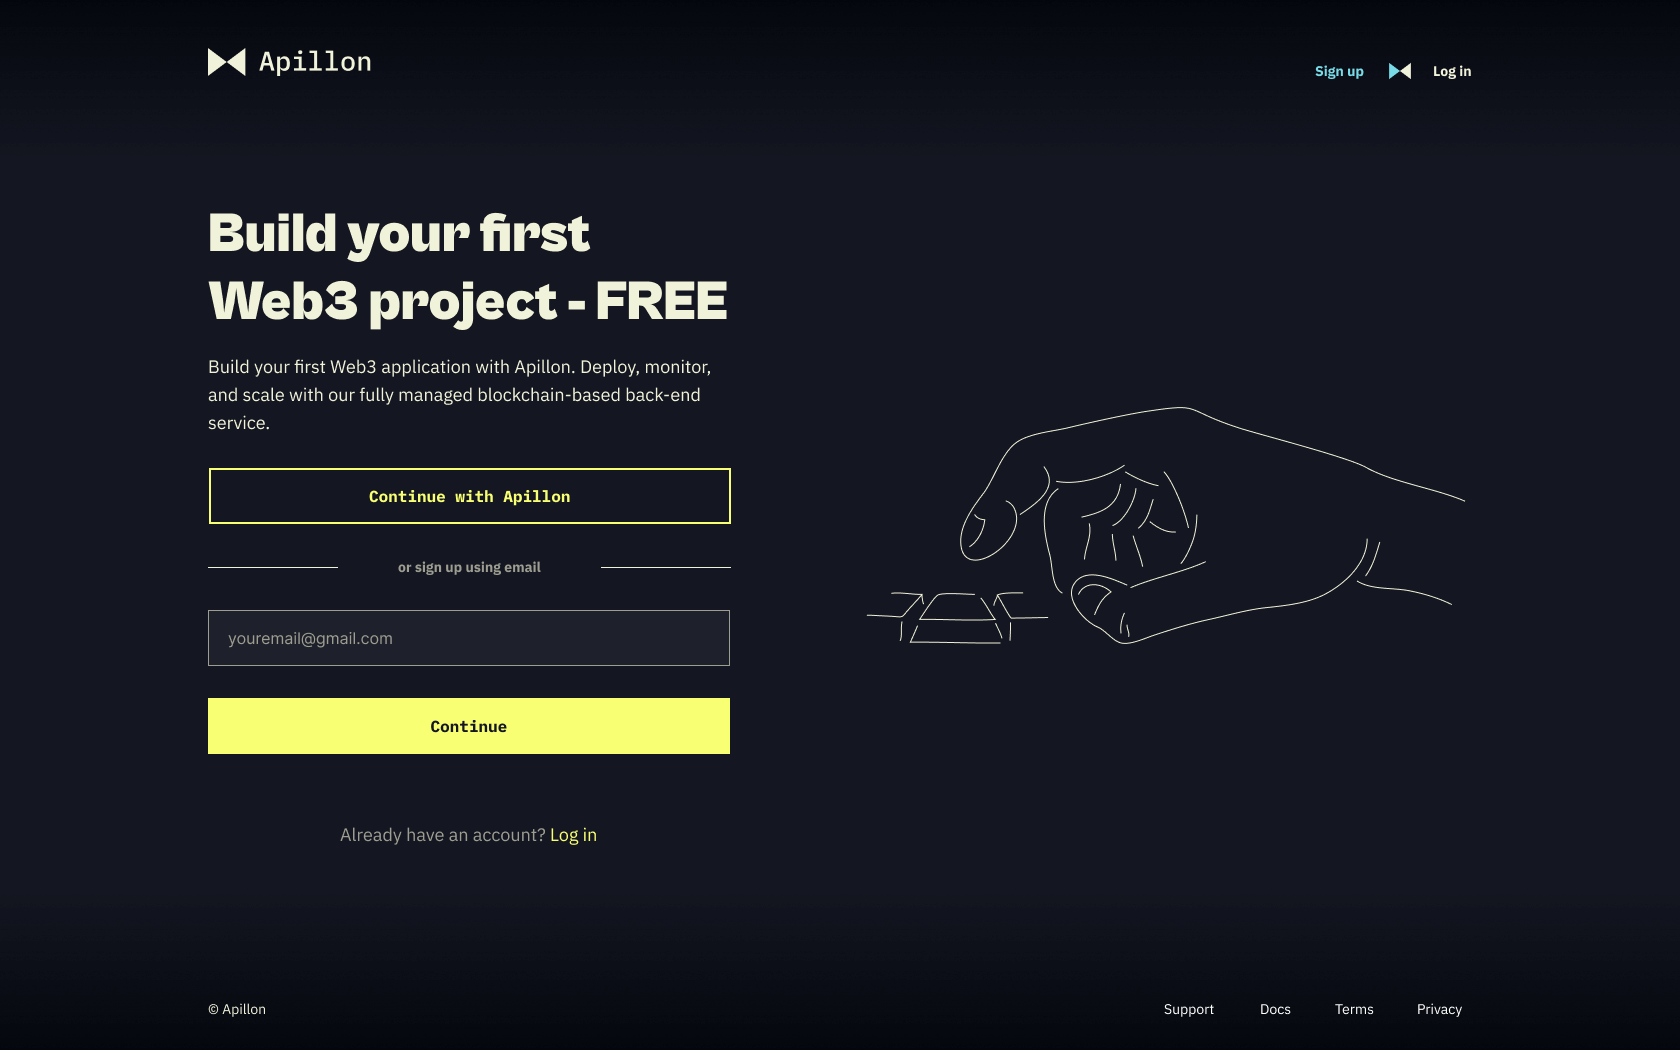 Apillon
Sign up
Log in
Build your first
Web3 project - FREE
Build your first Web3 application with Apillon. Deploy, monitor,
and scale with our fully managed blockchain-based back-end
service.
Continue with Apillon
or sign up using email
youremail@gmail.com
Continue
Already have an account? Log in
© Apillon
Support
Docs
Terms
Privacy